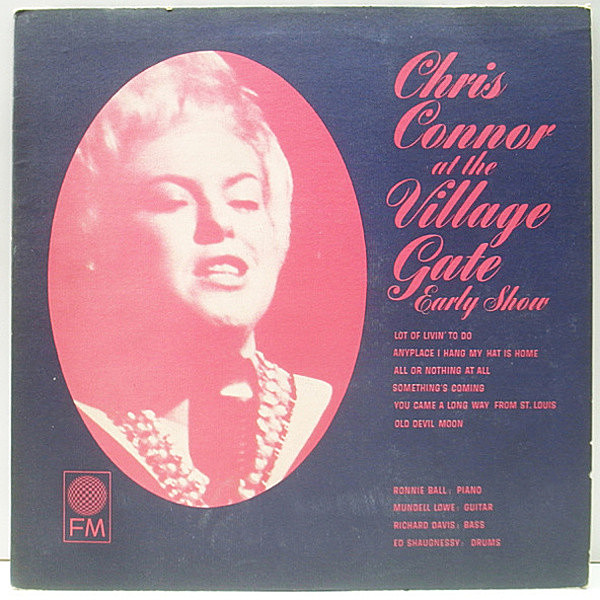 Chris
Connor
at the
Village
Gate
Early Show
LOT OF LIVIN' TO DO
ANYPLACE I HANG MY HAT IS HOME
ALL OR NOTHING AT ALL
SOMETHING'S COMING
YOU CAME A LONG WAY FROM ST. LOUIS
OLD DEVIL MOON
RONNIE BALL: PIANO
MUNDELL LOWE: GUITAR
RICHARD DAVIS: BASS
ED SHAUGNESSY: DRUMS
FM